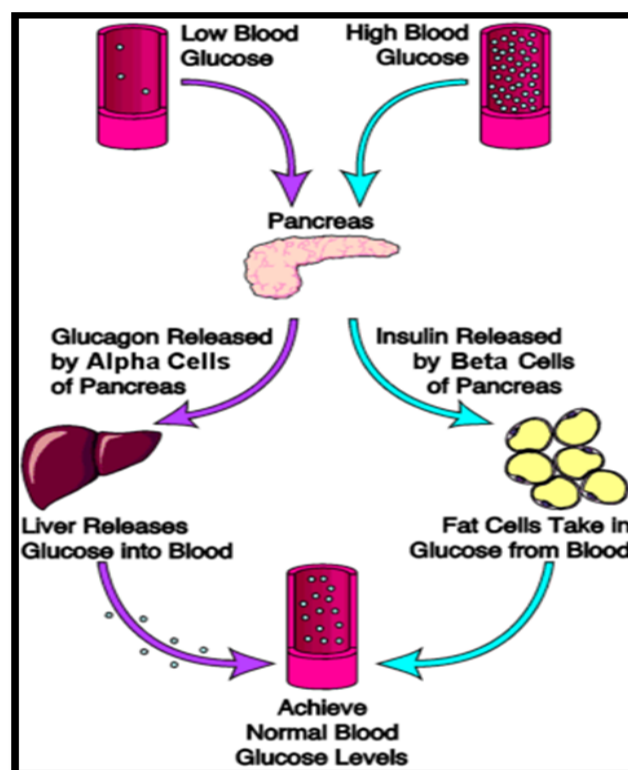 Low Blood
Glucose
High Blood
Glucose
Pancreas
Glucagon Released
by Alpha Cells
of Pancreas
Insulin Released
by Beta Cells
of Pancreas
Liver Releases
Glucose into Blood
Fat Cells Take in
Glucose from Blood
Achieve
Normal Blood
Glucose Levels